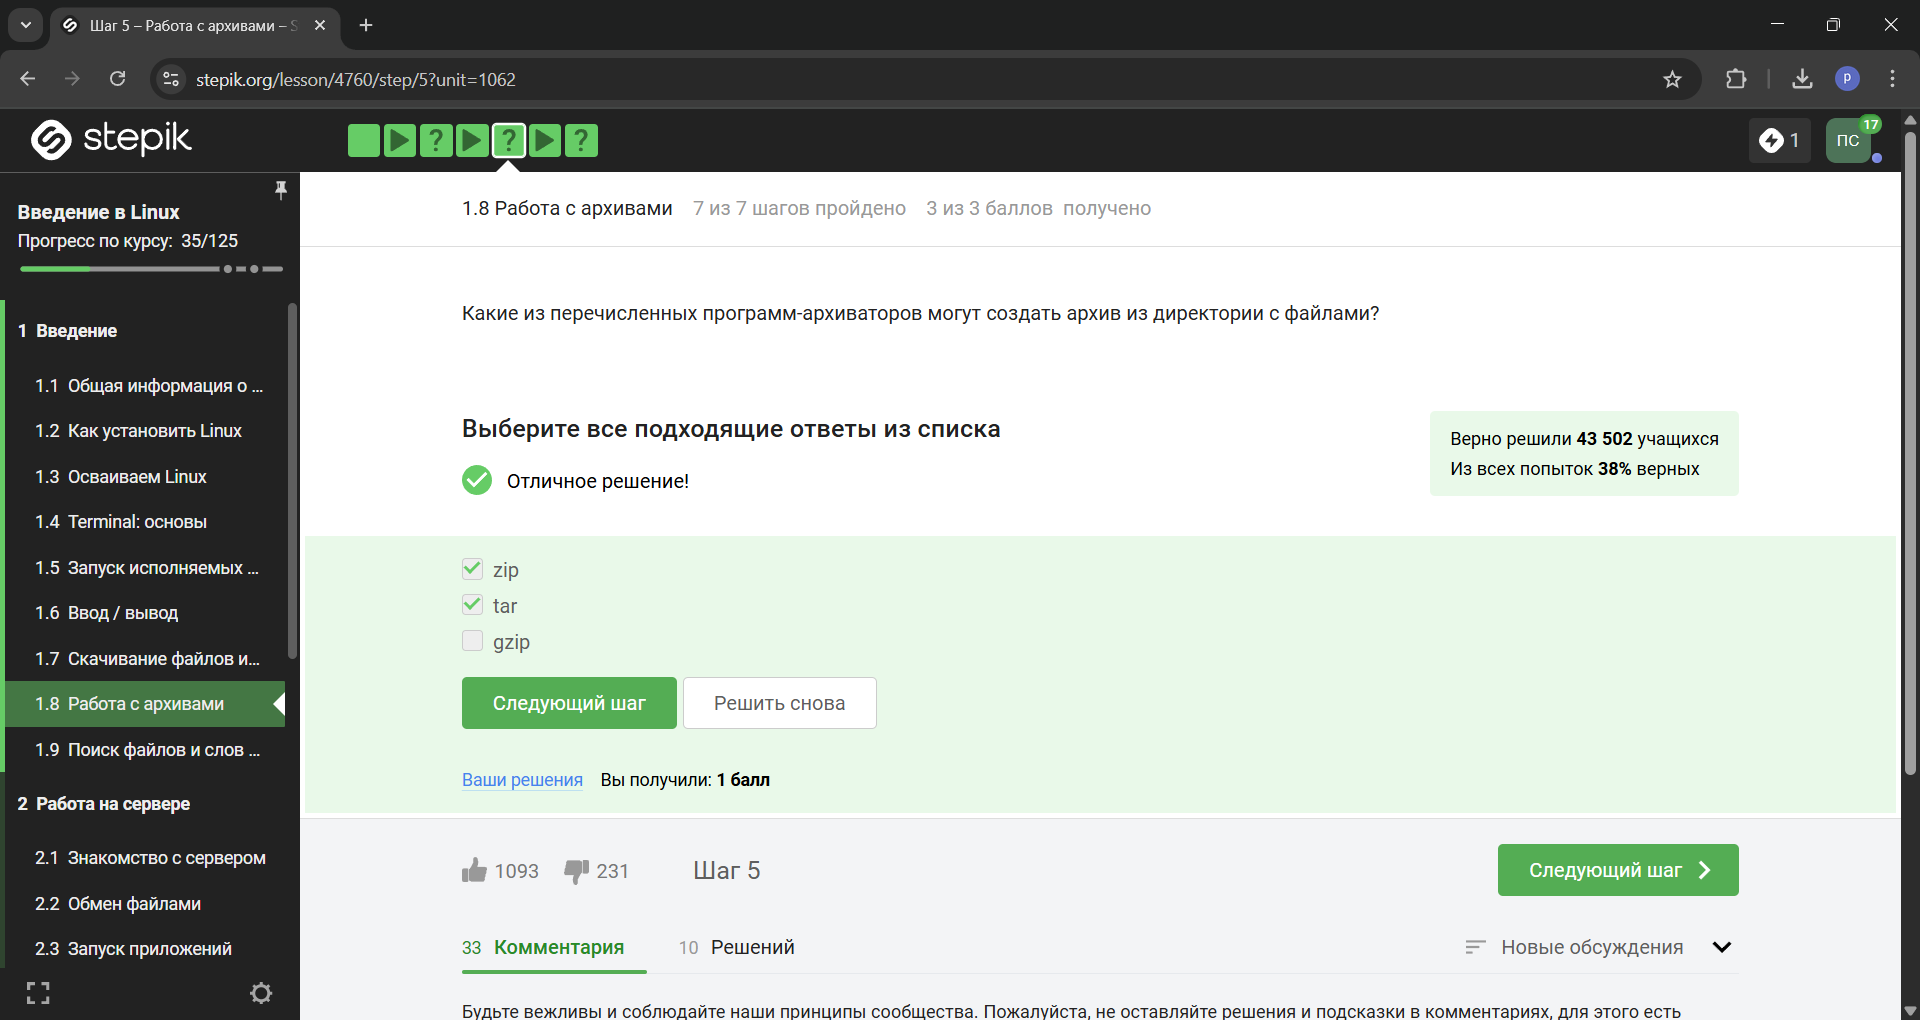 Шаг 5 – Работа с архивами – S
stepik.org/lesson/4760/step/5?unit=1062
P
stepik
?
?
?
1
ПС
17
Введение в Linux
Прогресс по курсу: 35/125
1 Введение
1.1 Общая информация о ...
1.2 Как установить Linux
1.3 Осваиваем Linux
1.4 Terminal: основы
1.5 Запуск исполняемых ...
1.6 Ввод / вывод
1.7 Скачивание файлов и...
1.8 Работа с архивами
1.9 Поиск файлов и слов ...
2 Работа на сервере
2.1 Знакомство с сервером
2.2 Обмен файлами
2.3 Запуск приложений
1.8 Работа с архивами 7 из 7 шагов пройдено 3 из 3 баллов получено
Какие из перечисленных программ-архиваторов могут создать архив из директории с файлами?
Выберите все подходящие ответы из списка
Отличное решение!
Верно решили 43 502 учащихся
Из всех попыток 38% верных
zip
tar
gzip
Следующий шаг
Решить снова
Ваши решения Вы получили: 1 балл
1093 231 Шаг 5
Следующий шаг
33 Комментария 10 Решений
Новые обсуждения
Будьте вежливы и соблюдайте наши принципы сообщества. Пожалуйста, не оставляйте решения и подсказки в комментариях, для этого есть